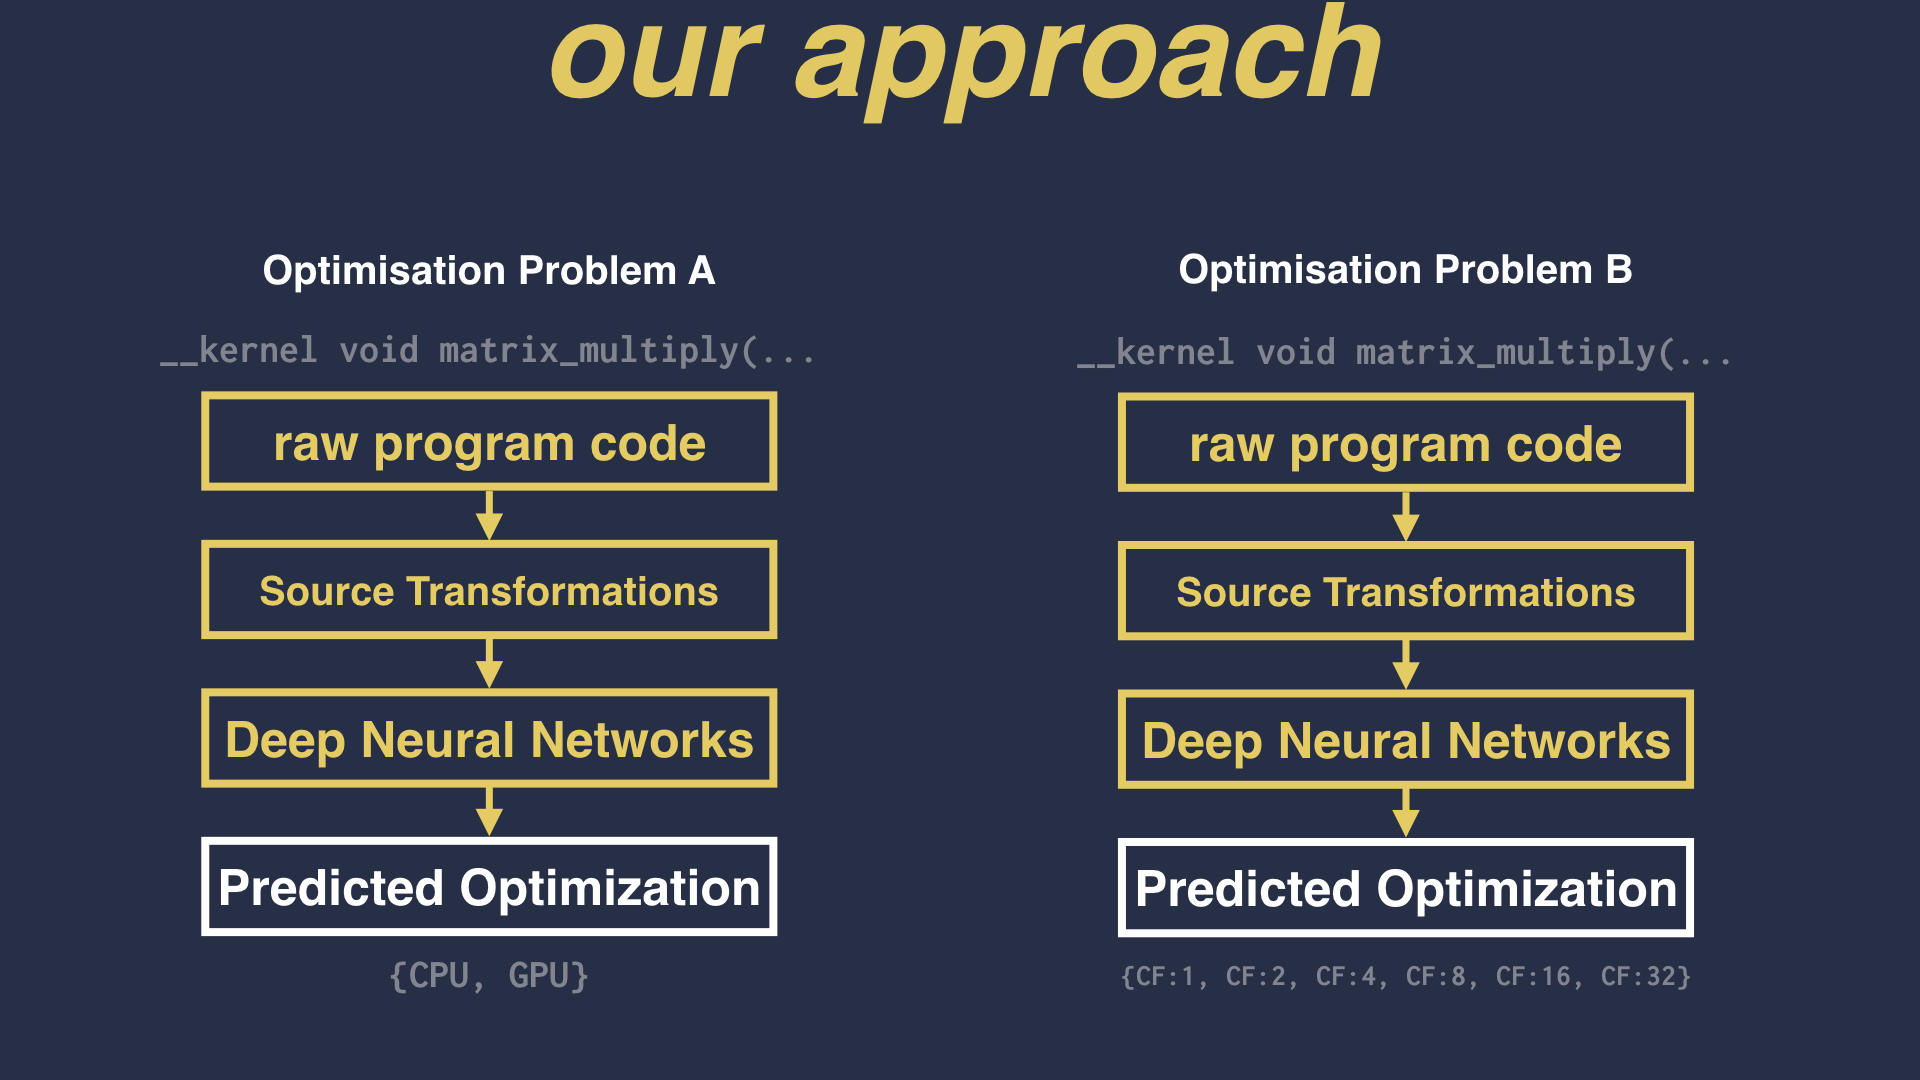 our approach
Optimisation Problem A
__kernel void matrix_multiply(...
raw program code
Source Transformations
Deep Neural Networks
Predicted Optimization
{CPU, GPU}
Optimisation Problem B
__kernel void matrix_multiply(...
raw program code
Source Transformations
Deep Neural Networks
Predicted Optimization
{CF:1, CF:2, CF:4, CF:8, CF:16, CF:32}